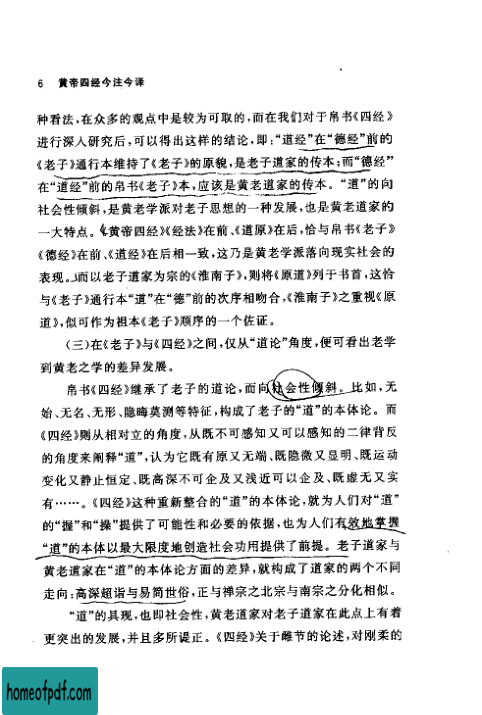 6 黄帝四经今注今译
种看法,在众多的观点中是较为可取的,而在我们对于帛书《四经》
进行深入研究后,可以得出这样的结论,即:“道经”在“德经”前的
《老子》通行本维持了《老子》的原貌,是老子道家的传本;而“德经”
在“道经”前的帛书《老子》本,应该是黄老道家的传本。“道”的向
社会性倾斜,是黄老学派对老子思想的一种发展,也是黄老道家的
一大特点。《黄帝四经》《经法》在前、《道原》在后,恰与帛书《老子》
《德经》在前、《道经》在后相一致,这乃是黄老学派落向现实社会的
表现。而以老子道家为宗的《淮南子》,则将《原道》列于书首,这恰
与《老子》通行本“道”在“德”前的次序相吻合,《淮南子》之重视《原
道》,似可作为祖本《老子》顺序的一个佐证。
(三)在《老子》与《四经》之间,仅从“道论”角度,便可看出老学
到黄老之学的差异发展。
帛书《四经》继承了老子的道论,而向社会性倾斜。比如,无
始、无名、无形、隐晦莫测等特征,构成了老子的“道”的本体论。而
《四经》则从相对立的角度,从既不可感知又可以感知的二律背反
的角度来阐释“道”,认为它既有原又无端、既隐微又显明、既运动
变化又静止恒定、既高深不可企及又浅近可以企及、既虚无又实
有……。《四经》这种重新整合的“道”的本体论,就为人们对“道”
的“握”和“操”提供了可能性和必要的依据,也为人们有效地掌握
“道”的本体以最大限度地创造社会功用提供了前提。老子道家与
黄老道家在“道”的本体论方面的差异,就构成了道家的两个不同
走向:高深超诣与易简世俗,正与禅宗之北宗与南宗之分化相似。
“道”的具现,也即社会性,黄老道家对老子道家在此点上有着
更突出的发展,并且多所谖正。《四经》关于雌节的论述,对刚柔的
homeofpdf.com